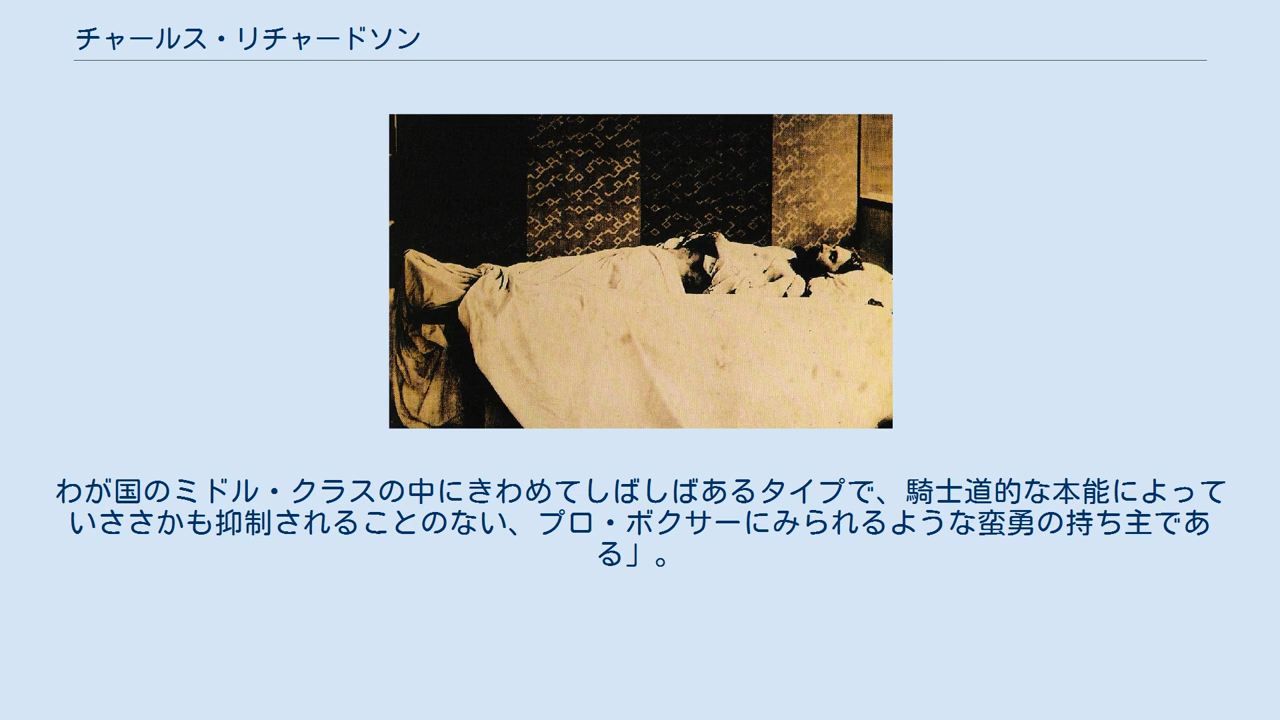 チャールス・リチャードソン
わが国のミドル・クラスの中にきわめてしばしばあるタイプで、騎士道的な本能によって
いささかも抑制されることのない、プロ・ボクサーにみられるような蛮勇の持ち主であ
る」。